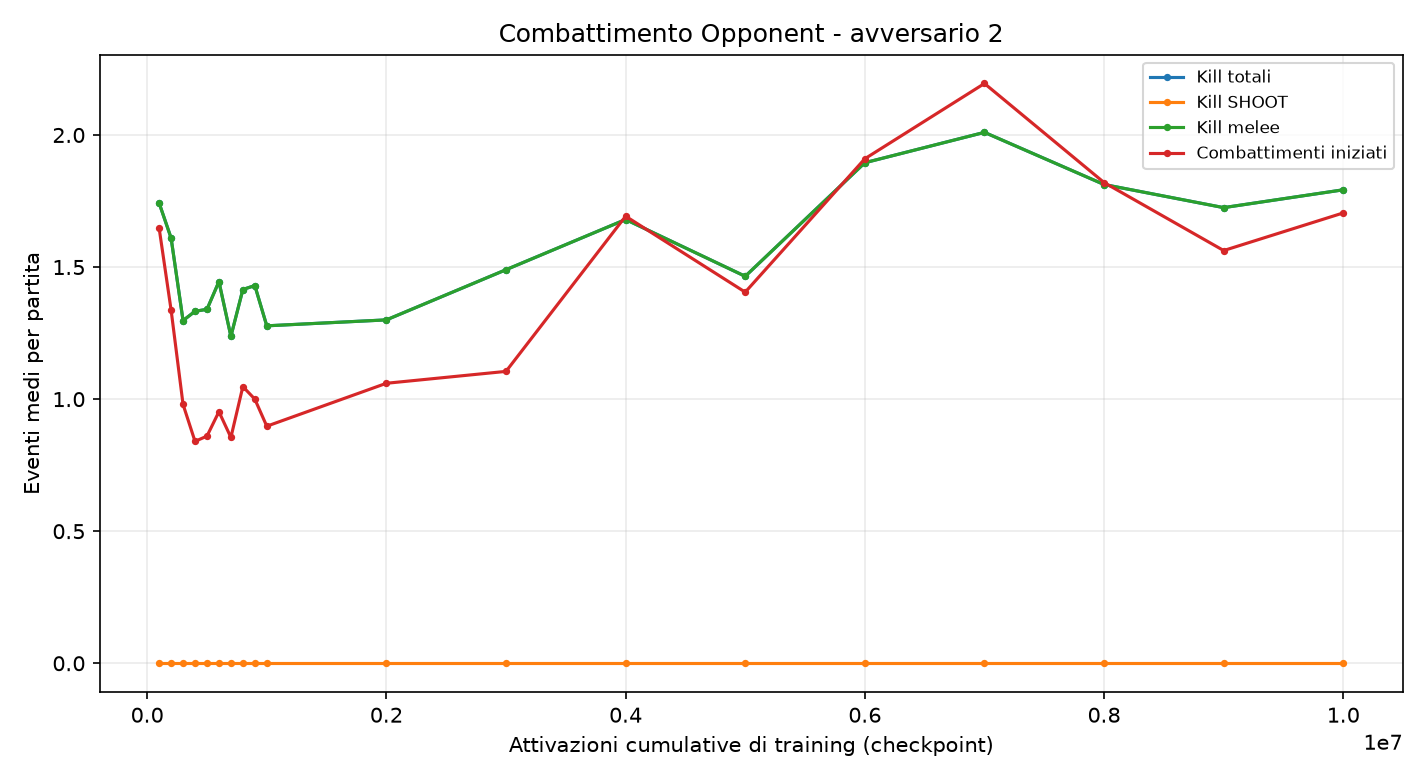 Combattimento Opponent - avversario 2
Kill totali
Kill SHOOT
Kill melee
Combattimenti iniziati
Eventi medi per partita
2.0
1.5
1.0
0.5
0.0
0.0 0.2 0.4 0.6 0.8 1.0
1e7
Attivazioni cumulative di training (checkpoint)